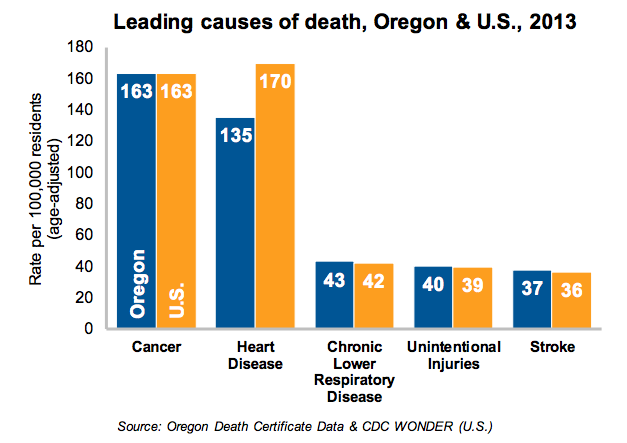 Leading causes of death, Oregon & U.S., 2013
Rate per 100,000 residents
(age-adjusted)
180
160
140
120
100
80
60
40
20
0
163 163
135
170
43 42
40 39
37 36
Oregon
U.S.
Cancer
Heart
Disease
Chronic
Lower
Respiratory
Disease
Unintentional
Injuries
Stroke
Source: Oregon Death Certificate Data & CDC WONDER (U.S.)